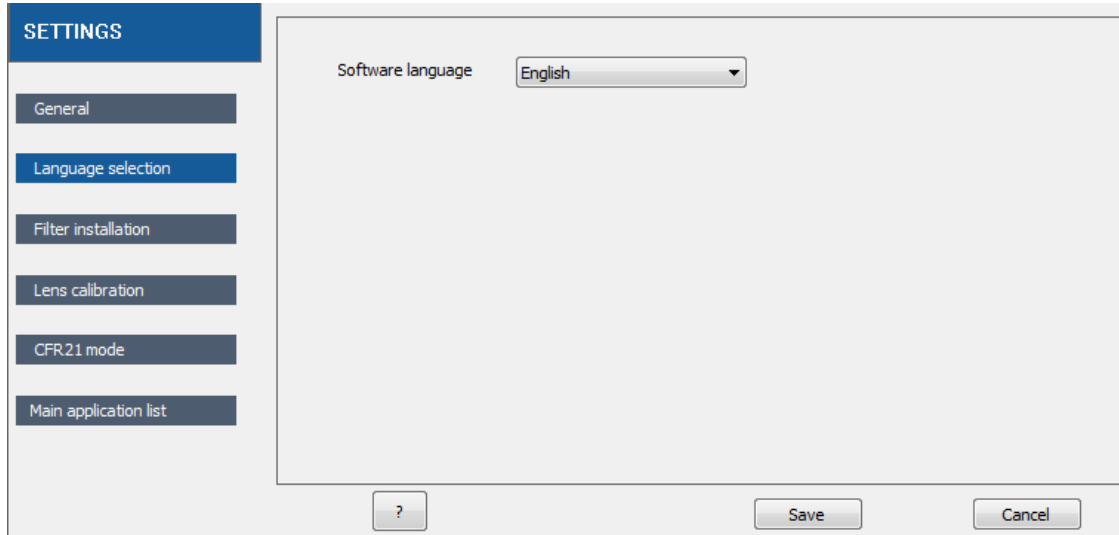 SETTINGS
General
Language selection
Filter installation
Lens calibration
CFR21 mode
Main application list
Software language
English
?
Save
Cancel